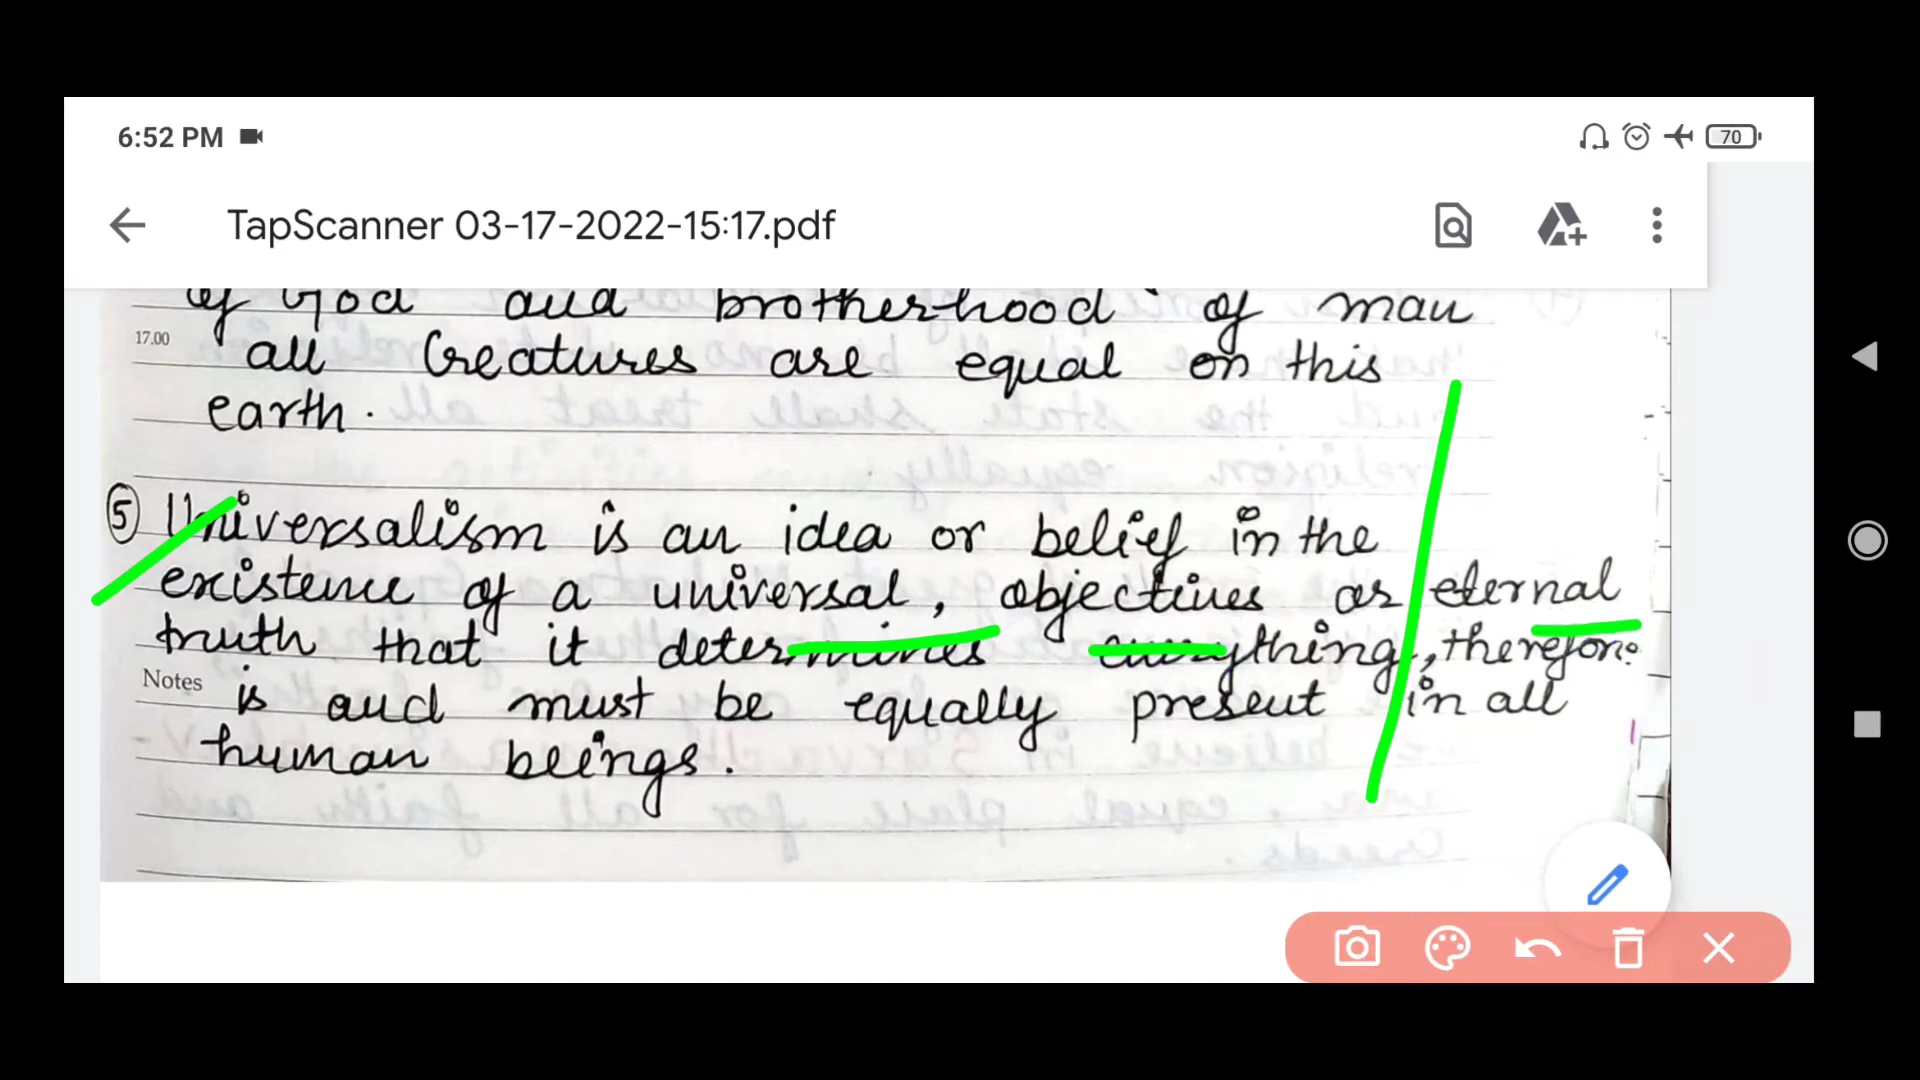 6:52 PM
70
TapScanner 03-17-2022-15:17.pdf
of God and brotherhood of man
17.00
all Creatures are equal on this
earth.
⑤ Universalism is an idea or belief in the
existence of a universal, objectives or eternal
truth that it determines everything, therefore
Notes
is and must be equally present in all
human beings.